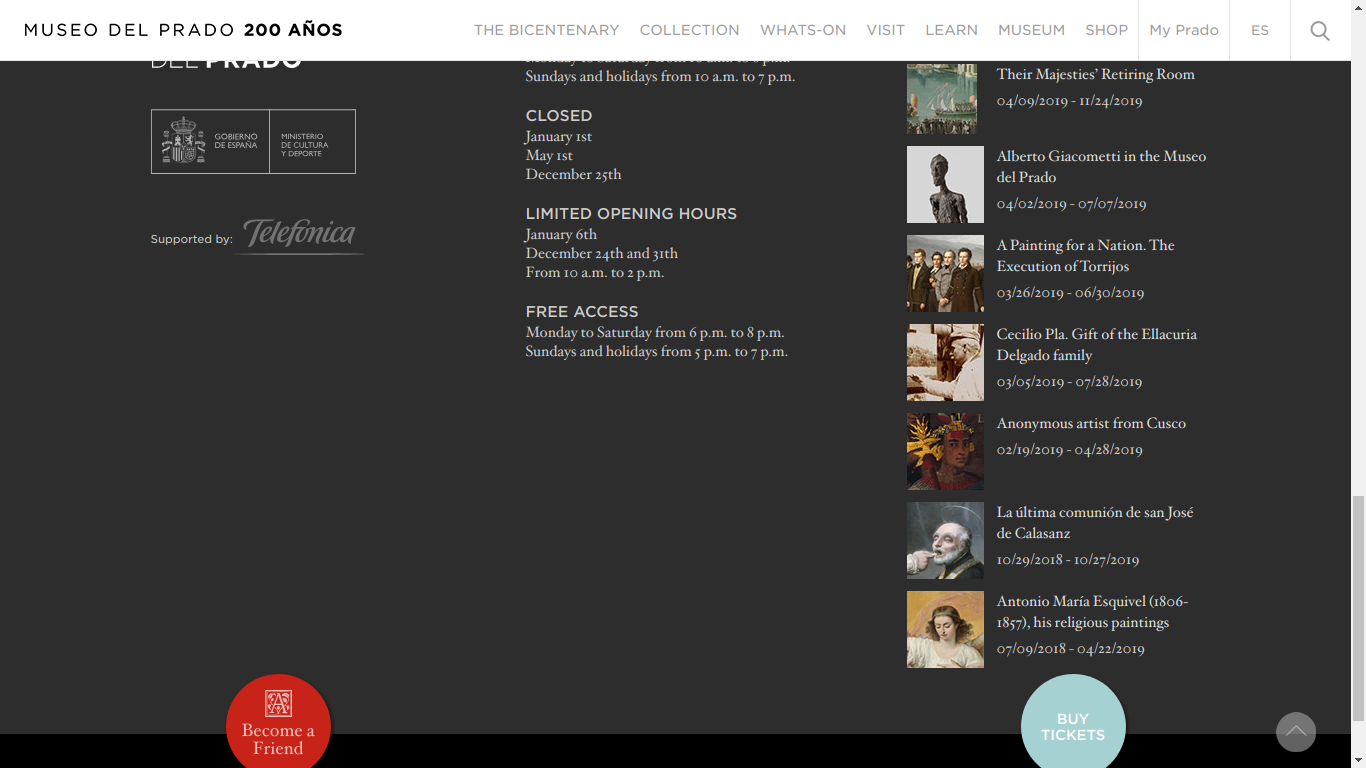 MUSEO DEL PRADO 200 AÑOS
THE BICENTENARY
COLLECTION
WHATS-ON
VISIT
LEARN
MUSEUM
SHOP
My Prado
ES
DEL PRADO
GOBIERNO
DE ESPAÑA
MINISTERIO
DE CULTURA
Y DEPORTE
Supported by:
Telefónica
Monday to Saturday from 10 a.m. to 8 p.m.
Sundays and holidays from 10 a.m. to 7 p.m.
CLOSED
January 1st
May 1st
December 25th
LIMITED OPENING HOURS
January 6th
December 24th and 31th
From 10 a.m. to 2 p.m.
FREE ACCESS
Monday to Saturday from 6 p.m. to 8 p.m.
Sundays and holidays from 5 p.m. to 7 p.m.
Their Majesties’ Retiring Room
04/09/2019 - 11/24/2019
Alberto Giacometti in the Museo
del Prado
04/02/2019 - 07/07/2019
A Painting for a Nation. The
Execution of Torrijos
03/26/2019 - 06/30/2019
Cecilio Pla. Gift of the Ellacuria
Delgado family
03/05/2019 - 07/28/2019
Anonymous artist from Cusco
02/19/2019 - 04/28/2019
La última comunión de san José
de Calasanz
10/29/2018 - 10/27/2019
Antonio María Esquivel (1806-
1857), his religious paintings
07/09/2018 - 04/22/2019
A
Become a
Friend
BUY
TICKETS